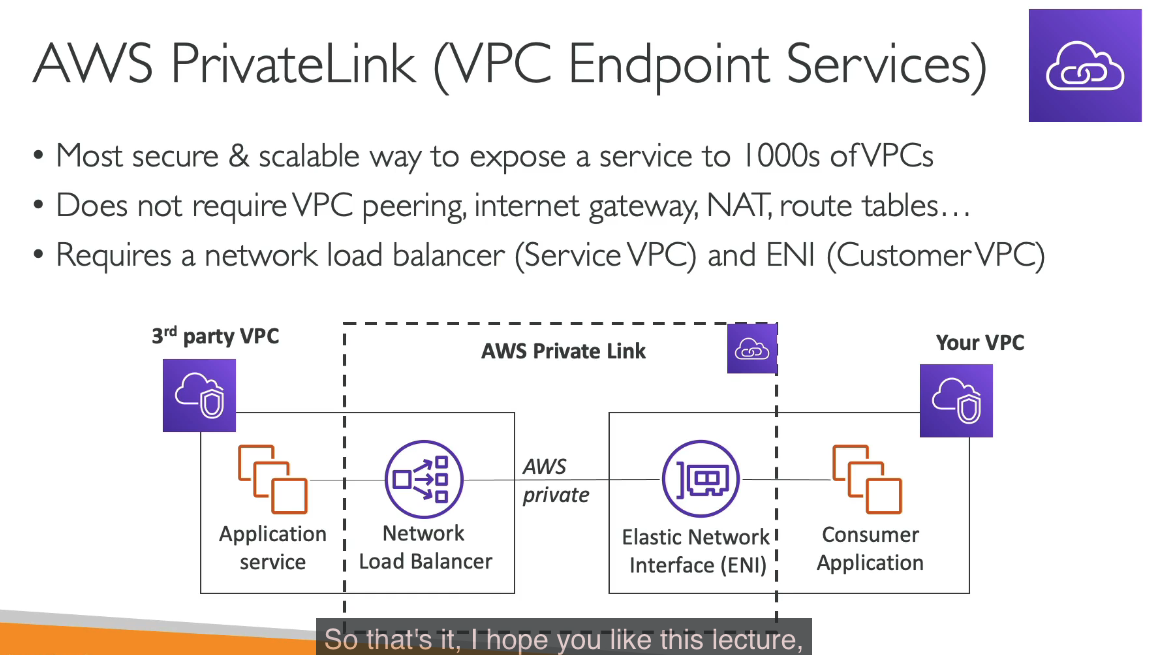 AWS PrivateLink (VPC Endpoint Services)
• Most secure & scalable way to expose a service to 1000s of VPCs
• Does not require VPC peering, internet gateway, NAT, route tables…
• Requires a network load balancer (Service VPC) and ENI (Customer VPC)
3rd party VPC
AWS Private Link
Your VPC
AWS
private
Application
service
Network
Load Balancer
Elastic Network
Interface (ENI)
Consumer
Application
So that's it, I hope you like this lecture,